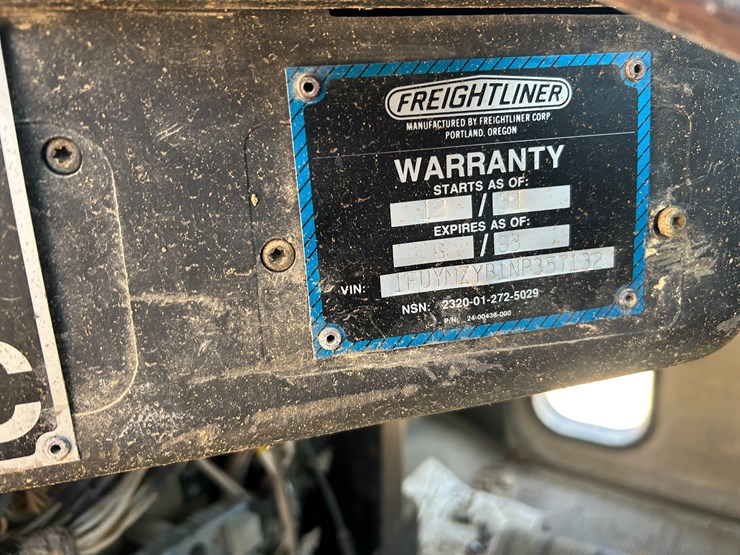 FREIGHTLINER
MANUFACTURED BY FREIGHTLINER CORP.
PORTLAND, OREGON
WARRANTY
STARTS AS OF:
12 / 91
EXPIRES AS OF:
6 / 93
VIN: 1FUYMZYB1NP357132
NSN: 2320-01-272-5029
P/N: 24-00436-000
C